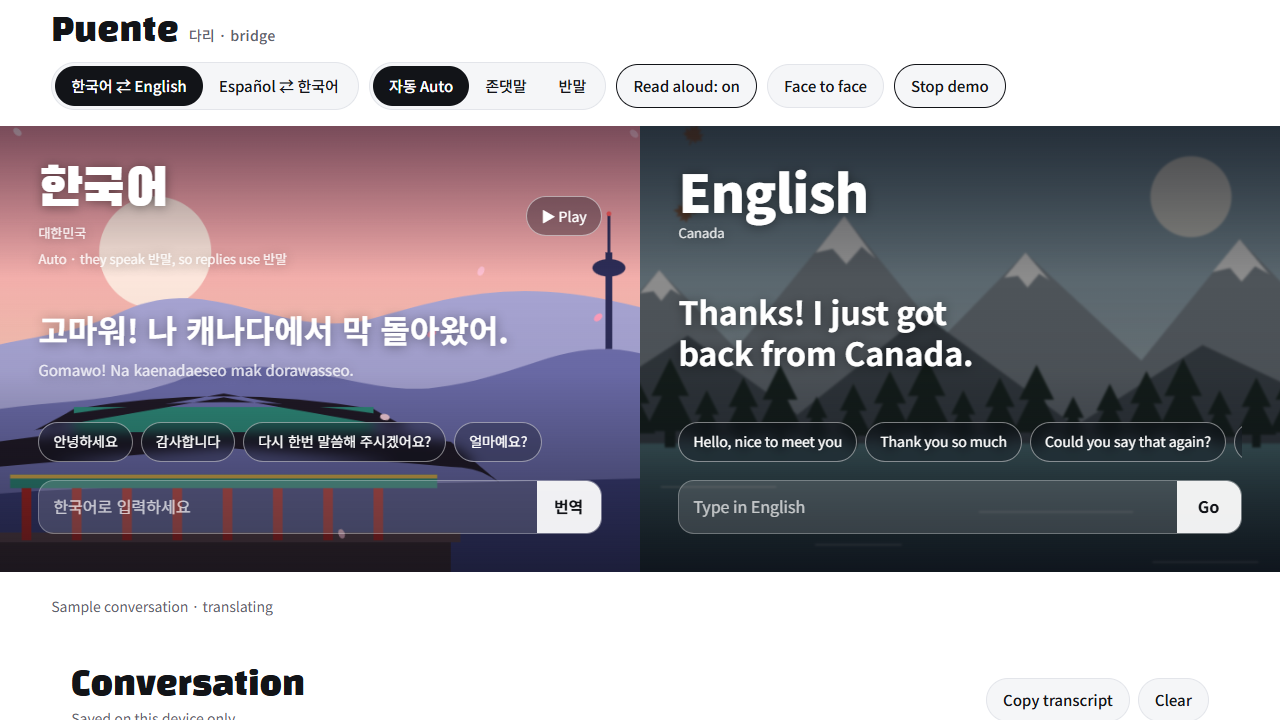 Puente 다리 · bridge
한국어 ⇄ English Español ⇄ 한국어 자동 Auto 존댓말 반말 Read aloud: on Face to face Stop demo
한국어
대한민국
Auto · they speak 반말, so replies use 반말
▶ Play
고마워! 나 캐나다에서 막 돌아왔어.
Gomawo! Na kaenadaeseo mak dorawasseo.
안녕하세요 감사합니다 다시 한번 말씀해 주시겠어요? 얼마예요?
한국어로 입력하세요 번역
English
Canada
Thanks! I just got
back from Canada.
Hello, nice to meet you Thank you so much Could you say that again?
Type in English Go
Sample conversation · translating
Conversation
Copy transcript Clear
Saved on this device only